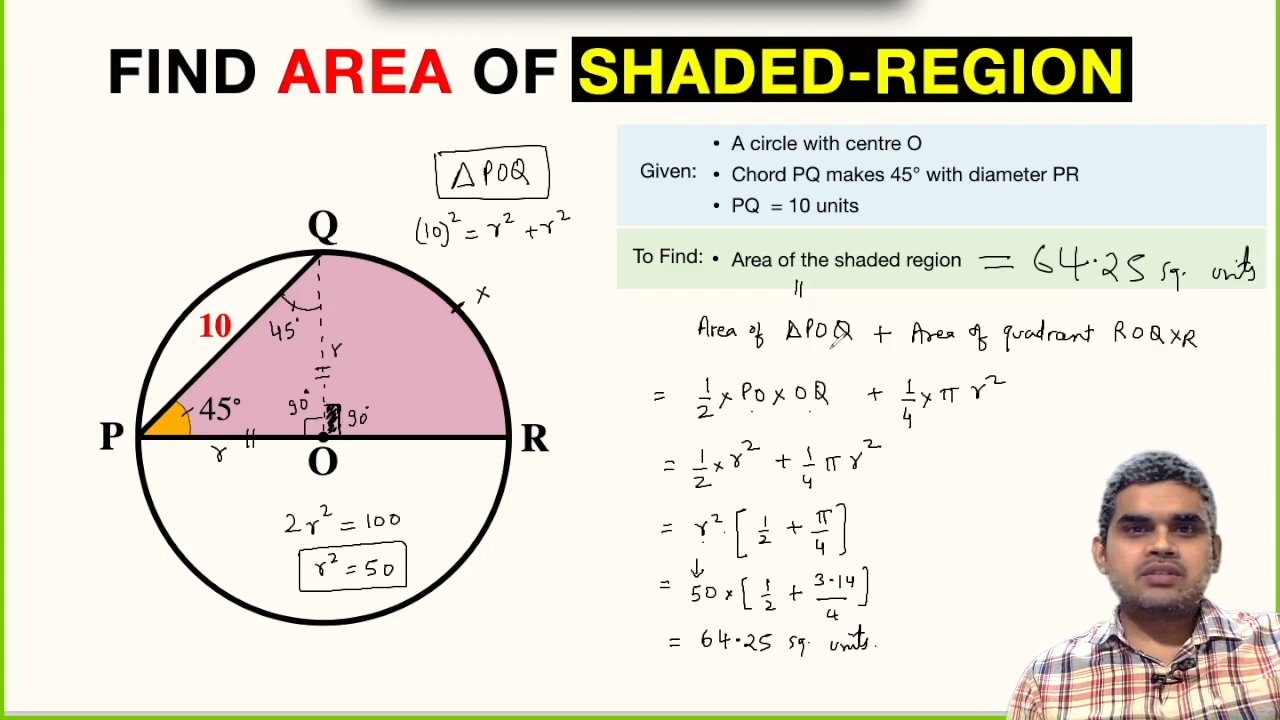 FIND AREA OF SHADED-REGION
Given:
• A circle with centre O
• Chord PQ makes 45° with diameter PR
• PQ = 10 units
To Find: • Area of the shaded region = 64.25 sq. units
||
△POQ
(10)² = r² + r²
Q
x
10
45°
r
45°
90°
90°
P
r
O
R
2r² = 100
r² = 50
Area of △POQ + Area of quadrant ROQXR
= 1/2 × PO × OQ + 1/4 × π r²
= 1/2 × r² + 1/4 π r²
= r² [1/2 + π/4]
= 50 × [1/2 + 3.14/4]
= 64.25 sq. units.